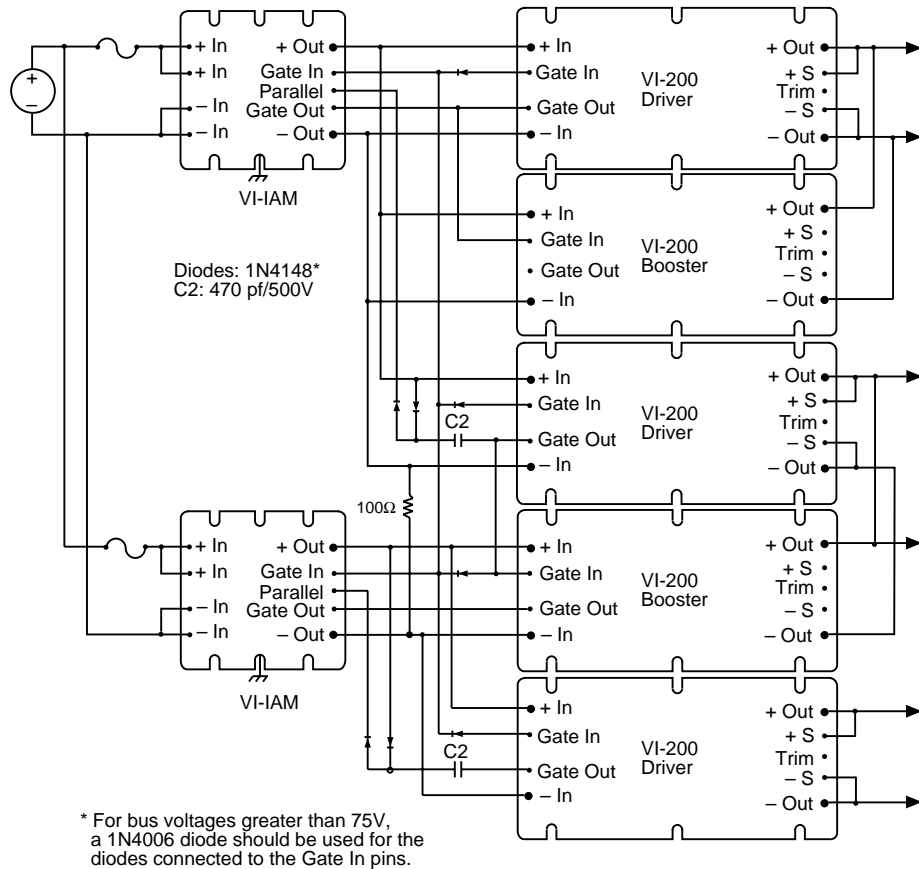 +
–
+ In
+ In
– In
– In
+ Out
Gate In
Parallel
Gate Out
– Out
VI-IAM
+ In
Gate In
Gate Out
– In
VI-200
Driver
+ Out
+ S
Trim
– S
– Out
Diodes: 1N4148*
C2: 470 pf/500V
+ In
Gate In
Gate Out
– In
VI-200
Booster
+ Out
+ S
Trim
– S
– Out
C2
+ In
Gate In
Gate Out
– In
VI-200
Driver
+ Out
+ S
Trim
– S
– Out
100Ω
+ In
+ In
– In
– In
+ Out
Gate In
Parallel
Gate Out
– Out
VI-IAM
+ In
Gate In
Gate Out
– In
VI-200
Booster
+ Out
+ S
Trim
– S
– Out
C2
+ In
Gate In
Gate Out
– In
VI-200
Driver
+ Out
+ S
Trim
– S
– Out
* For bus voltages greater than 75V,
a 1N4006 diode should be used for the
diodes connected to the Gate In pins.